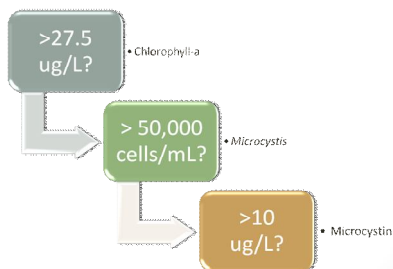 >27.5
ug/L?
• Chlorophyll-a
> 50,000
cells/mL?
• Microcystis
>10
ug/L?
• Microcystin